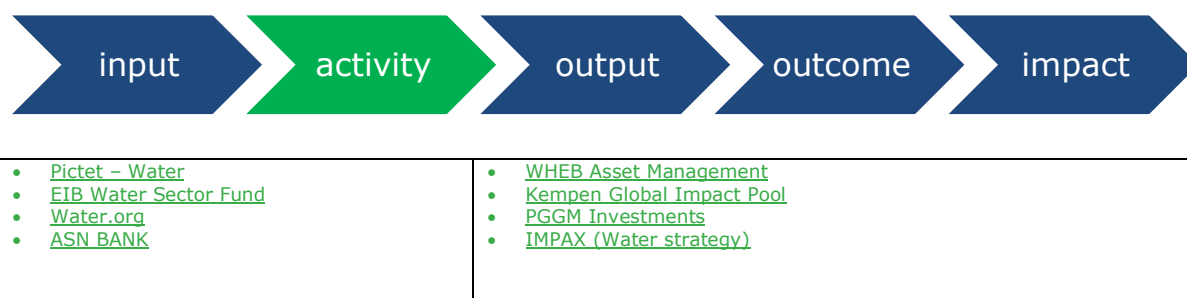 input
activity
output
outcome
impact
• Pictet – Water
• EIB Water Sector Fund
• Water.org
• ASN BANK
• WHEB Asset Management
• Kempen Global Impact Pool
• PGGM Investments
• IMPAX (Water strategy)